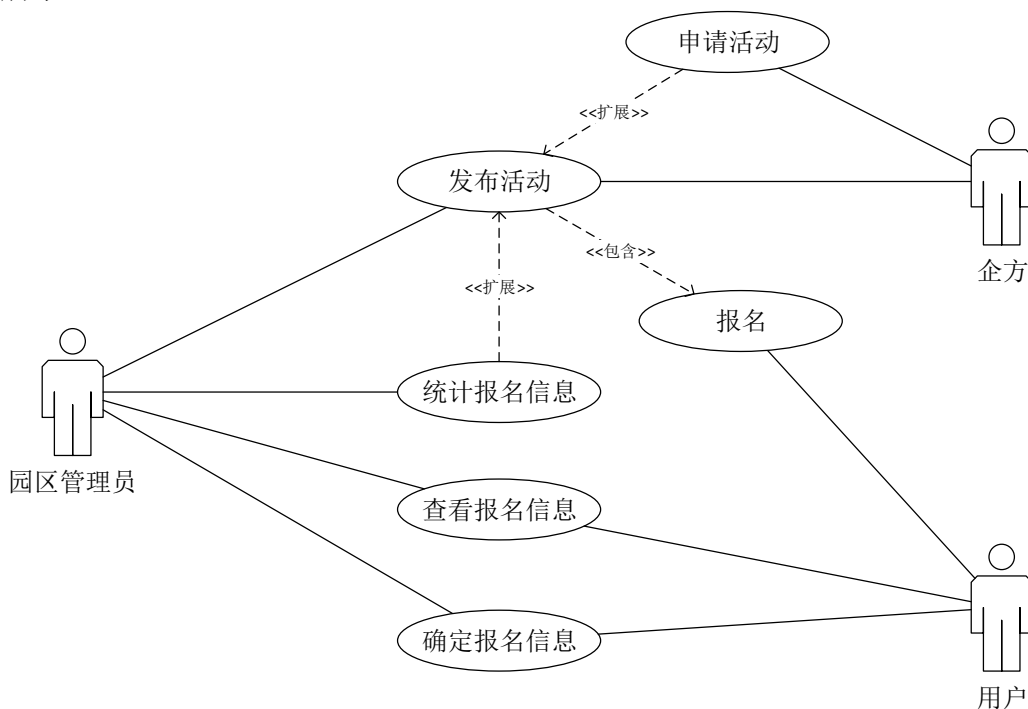 申请活动
<<扩展>>
发布活动
<<包含>>
企方
<<扩展>>
报名
统计报名信息
园区管理员
查看报名信息
确定报名信息
用户